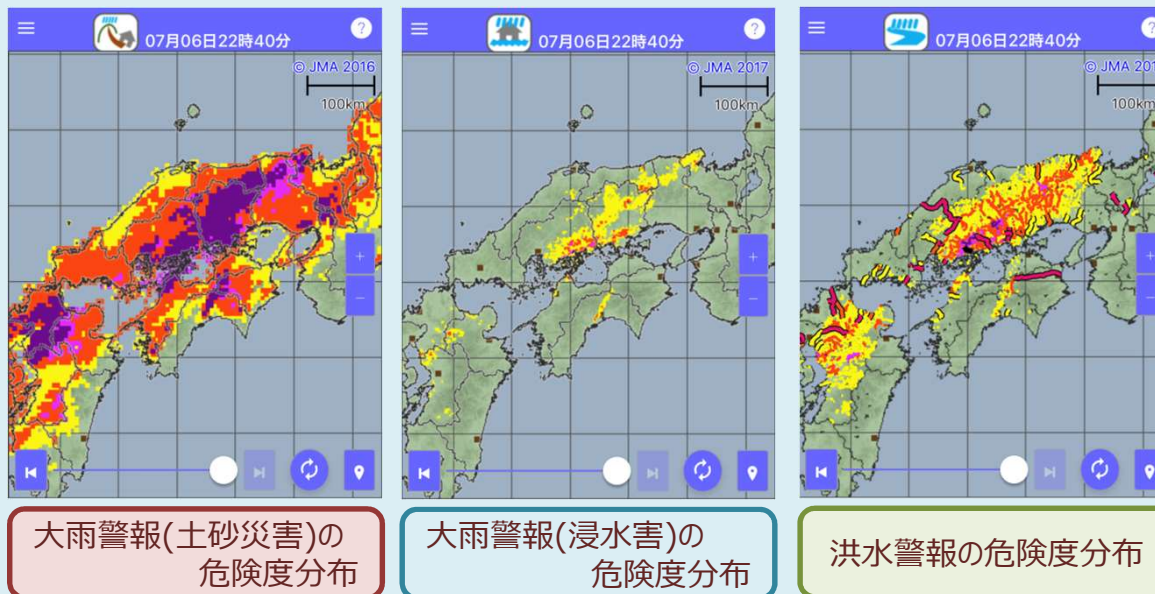 07月06日22時40分
?
© JMA 2016
100km
+
−
大雨警報(土砂災害)の
危険度分布
07月06日22時40分
?
© JMA 2017
100km
+
−
大雨警報(浸水害)の
危険度分布
07月06日22時40分
?
© JMA 201
100km
+
−
洪水警報の危険度分布